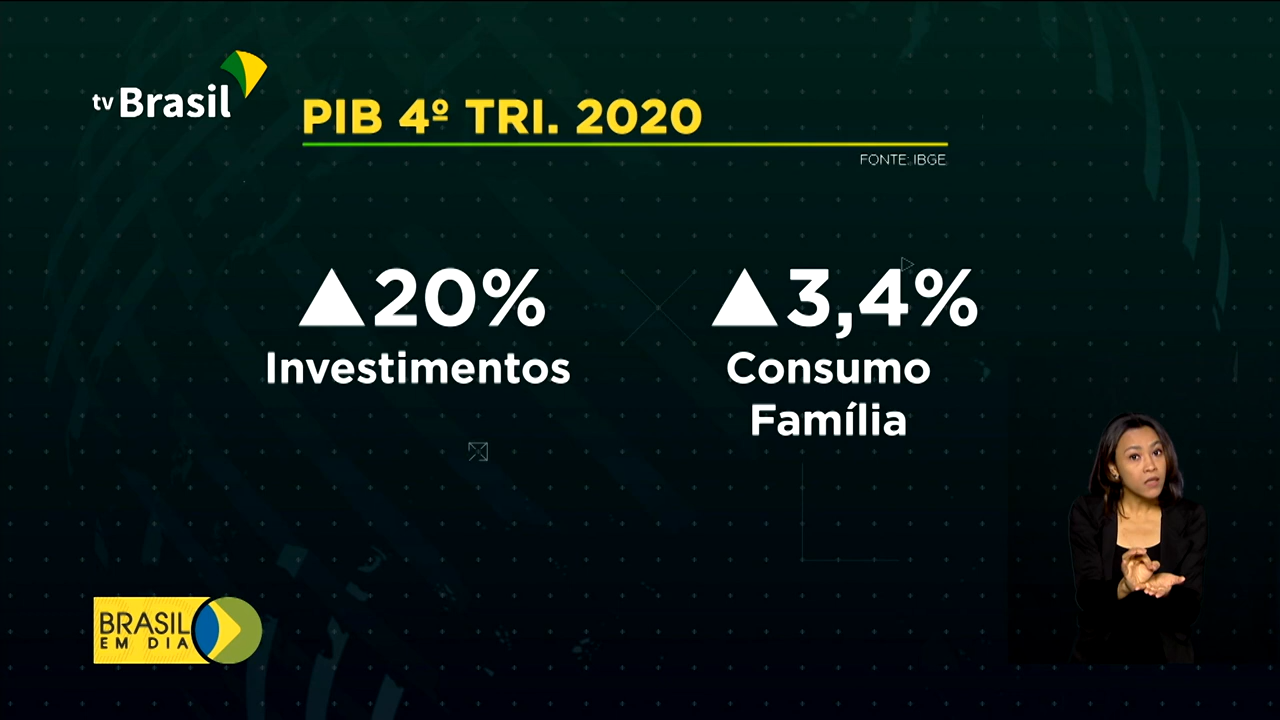 tv Brasil
PIB 4º TRI. 2020
FONTE: IBGE
▲20%
Investimentos
▲3,4%
Consumo
Família
BRASIL
EM DIA